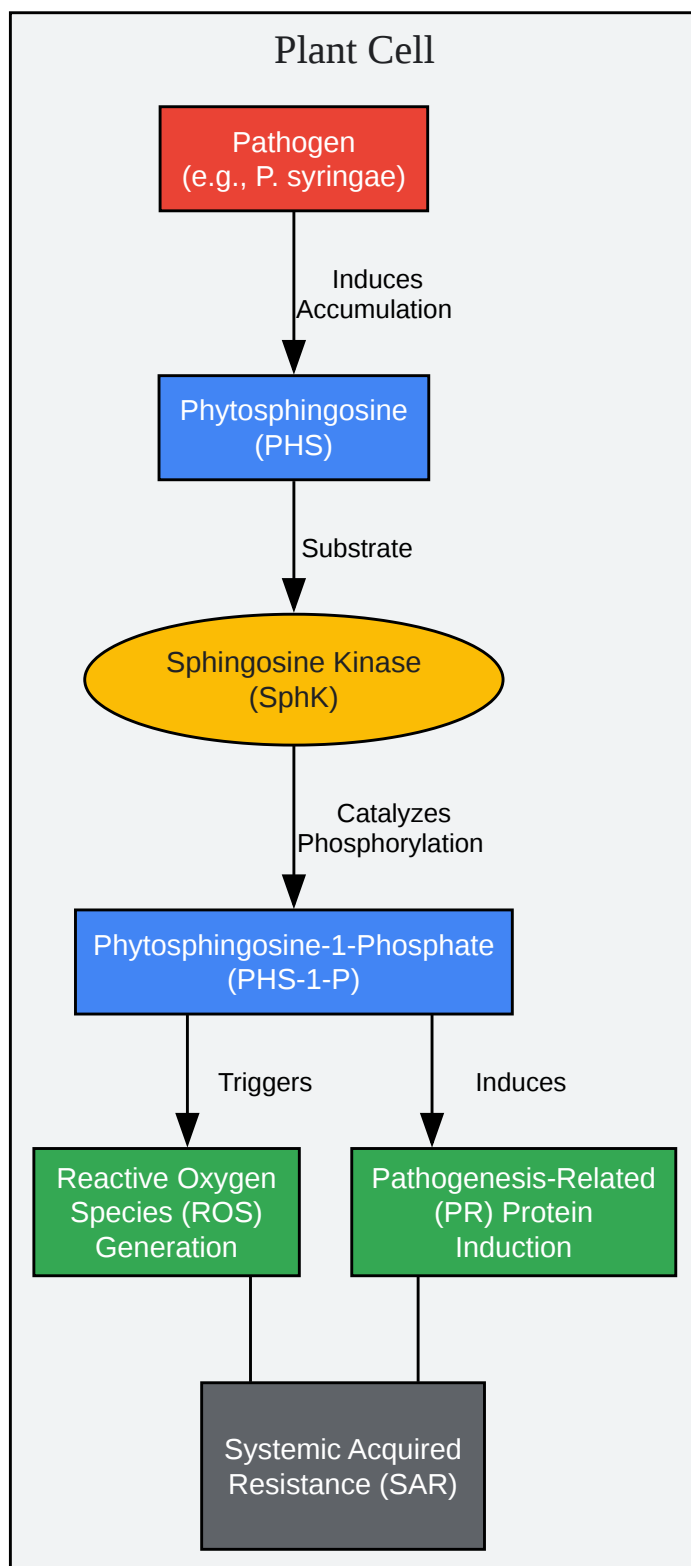 Plant Cell
Pathogen
(e.g., P. syringae)
Induces
Accumulation
Phytosphingosine
(PHS)
Substrate
Sphingosine Kinase
(SphK)
Catalyzes
Phosphorylation
Phytosphingosine-1-Phosphate
(PHS-1-P)
Triggers
Induces
Reactive Oxygen
Species (ROS)
Generation
Pathogenesis-Related
(PR) Protein
Induction
Systemic Acquired
Resistance (SAR)